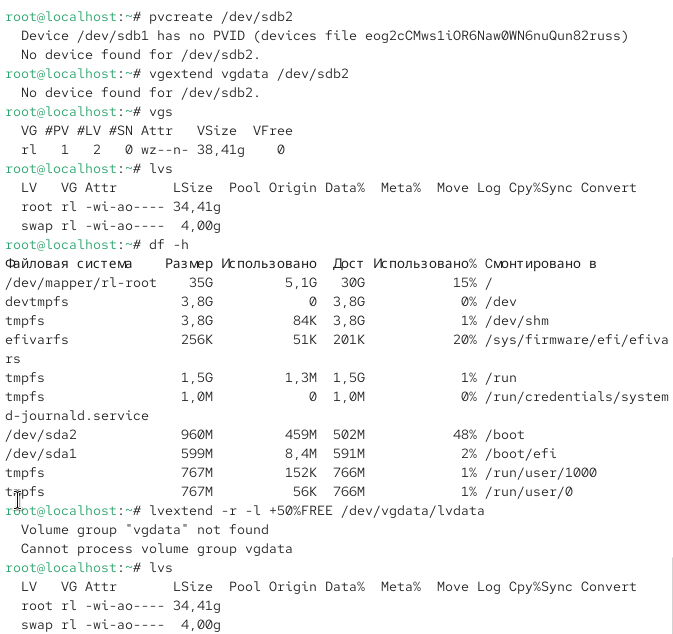 root@localhost:~# pvcreate /dev/sdb2
  Device /dev/sdb1 has no PVID (devices file eog2cCMws1iOR6Naw0WN6nuQun82russ)
  No device found for /dev/sdb2.
root@localhost:~# vgextend vgdata /dev/sdb2
  No device found for /dev/sdb2.
root@localhost:~# vgs
  VG #PV #LV #SN Attr   VSize  VFree
  rl   1   2   0 wz--n- 38,41g    0
root@localhost:~# lvs
  LV   VG Attr       LSize  Pool Origin Data%  Meta%  Move Log Cpy%Sync Convert
  root rl -wi-ao---- 34,41g
  swap rl -wi-ao----  4,00g
root@localhost:~# df -h
Файловая система    Размер Использовано  Дост Использовано% Cмонтировано в
/dev/mapper/rl-root    35G         5,1G   30G           15% /
devtmpfs              3,8G            0  3,8G            0% /dev
tmpfs                 3,8G          84K  3,8G            1% /dev/shm
efivarfs              256K          51K  201K           20% /sys/firmware/efi/efiva
rs
tmpfs                 1,5G         1,3M  1,5G            1% /run
tmpfs                 1,0M            0  1,0M            0% /run/credentials/system
d-journald.service
/dev/sda2             960M         459M  502M           48% /boot
/dev/sda1             599M         8,4M  591M            2% /boot/efi
tmpfs                 767M         152K  766M            1% /run/user/1000
tmpfs                 767M          56K  766M            1% /run/user/0
root@localhost:~# lvextend -r -l +50%FREE /dev/vgdata/lvdata
  Volume group "vgdata" not found
  Cannot process volume group vgdata
root@localhost:~# lvs
  LV   VG Attr       LSize  Pool Origin Data%  Meta%  Move Log Cpy%Sync Convert
  root rl -wi-ao---- 34,41g
  swap rl -wi-ao----  4,00g